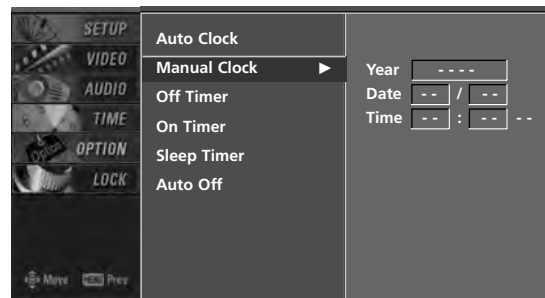 SETUP
VIDEO
AUDIO
TIME
OPTION
LOCK
Move MENU Prev
Auto Clock
Manual Clock ►
Off Timer
On Timer
Sleep Timer
Auto Off
Year - - - -
Date - - / - -
Time - - : - - - -